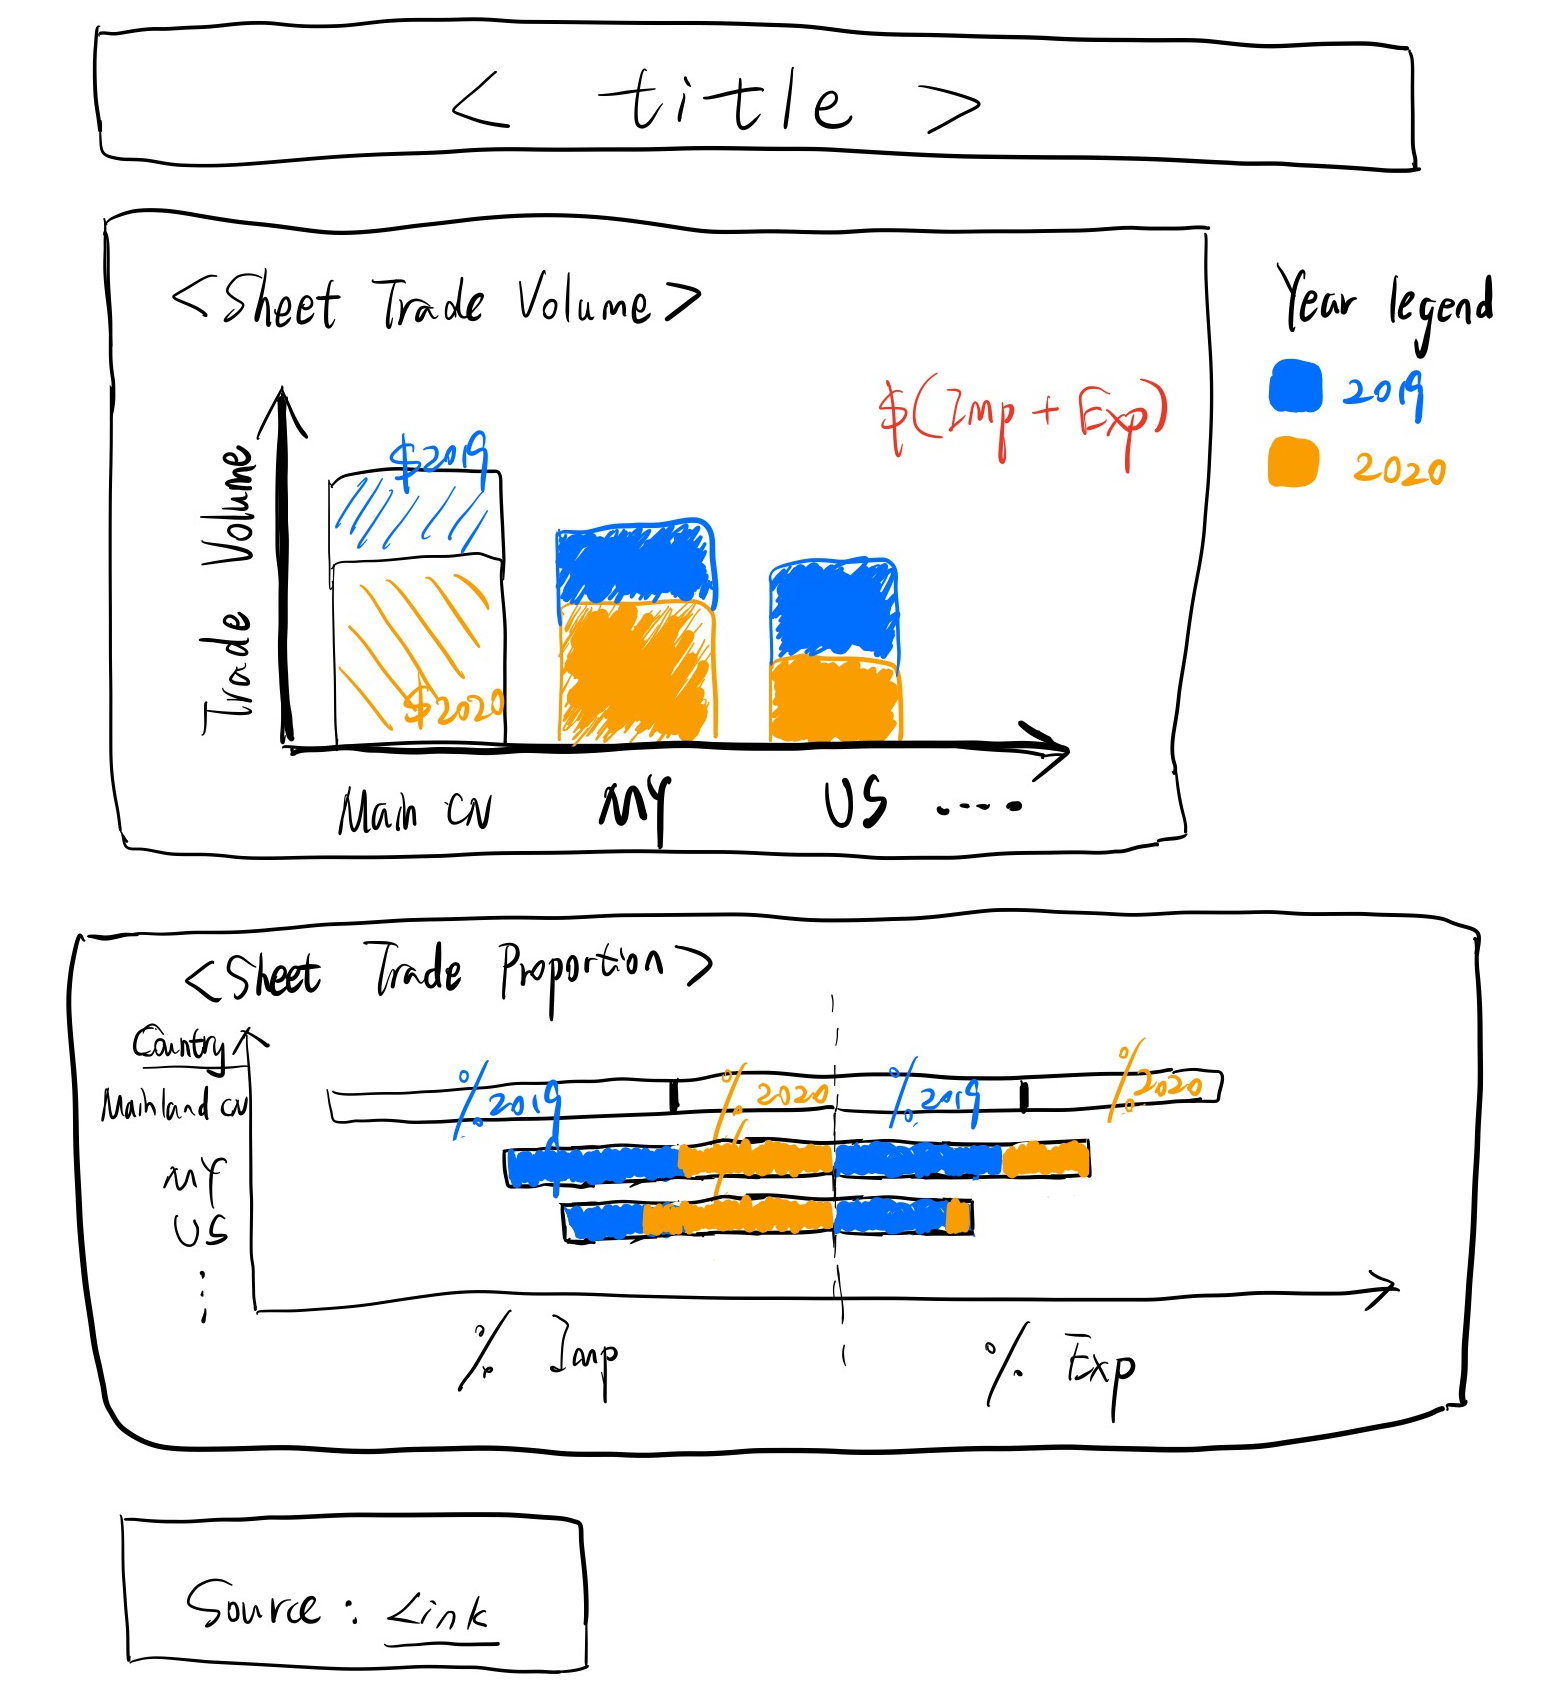 < title >
<Sheet Trade Volume>
Year legend
2019
2020
$(Imp + Exp)
Trade Volume
$2019
$2020
Main CN MY US ....
<Sheet Trade Proportion>
Country
Mainland CN
% 2019 % 2020 % 2019 % 2020
MY
US
⋮
% Imp % Exp
Source : Link